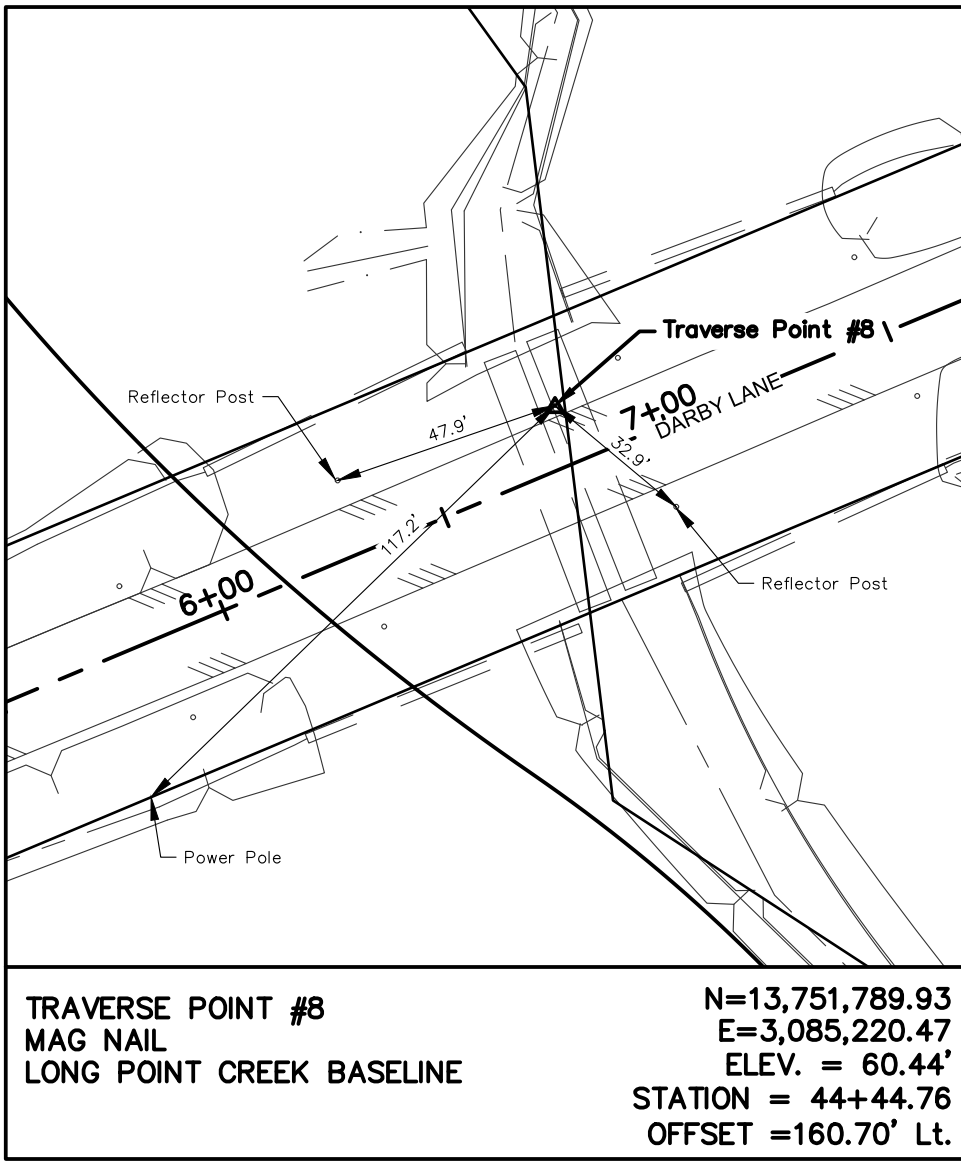 Traverse Point #8
Reflector Post
47.9'
7+00
DARBY LANE
32.9'
117.2'
6+00
Reflector Post
Power Pole
TRAVERSE POINT #8
MAG NAIL
LONG POINT CREEK BASELINE
N=13,751,789.93
E=3,085,220.47
ELEV. = 60.44'
STATION = 44+44.76
OFFSET =160.70' Lt.